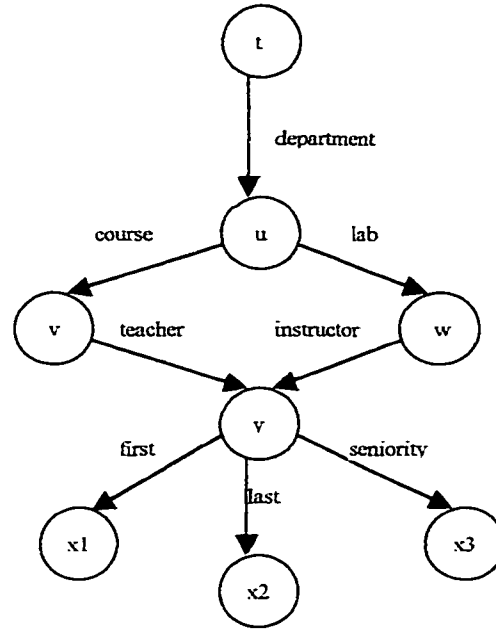 t
department
u
course
lab
v
teacher
instructor
w
v
first
seniority
last
x1
x3
x2